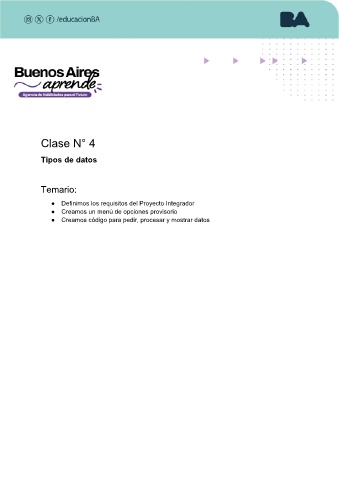 /educacionBA
BA
Buenos Aires
aprende
Agencia de Habilidades para el Futuro
Clase N° 4
Tipos de datos
Temario:
● Definimos los requisitos del Proyecto Integrador
● Creamos un menú de opciones provisorio
● Creamos código para pedir, procesar y mostrar datos